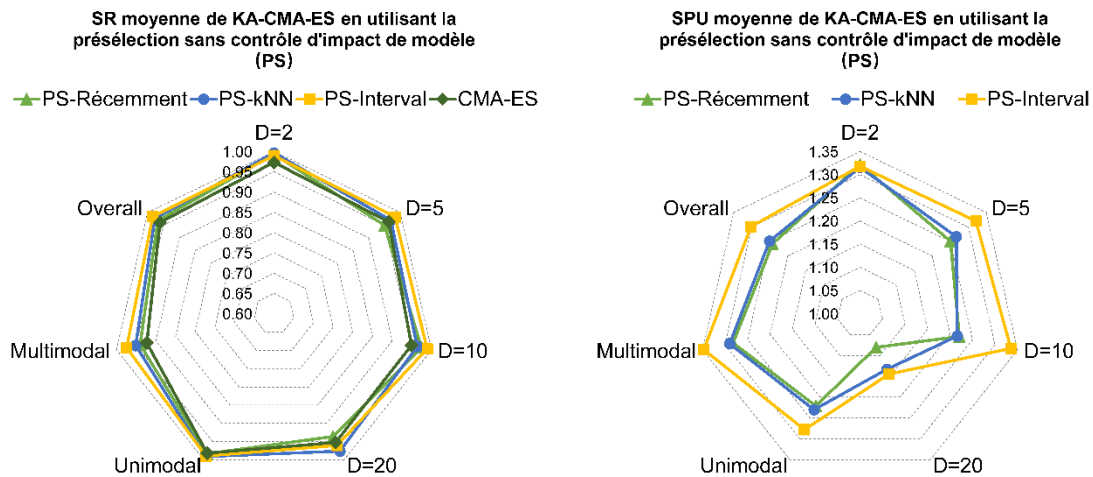 SR moyenne de KA-CMA-ES en utilisant la
présélection sans contrôle d'impact de modèle
(PS)
PS-Récemment PS-kNN PS-Interval CMA-ES
D=2
1.00
0.95
0.90
0.85
0.80
0.75
0.70
0.65
0.60
D=5
D=10
D=20
Unimodal
Multimodal
Overall
SPU moyenne de KA-CMA-ES en utilisant la
présélection sans contrôle d'impact de modèle
(PS)
PS-Récemment PS-kNN PS-Interval
D=2
1.35
1.30
1.25
1.20
1.15
1.10
1.05
1.00
D=5
D=10
D=20
Unimodal
Multimodal
Overall